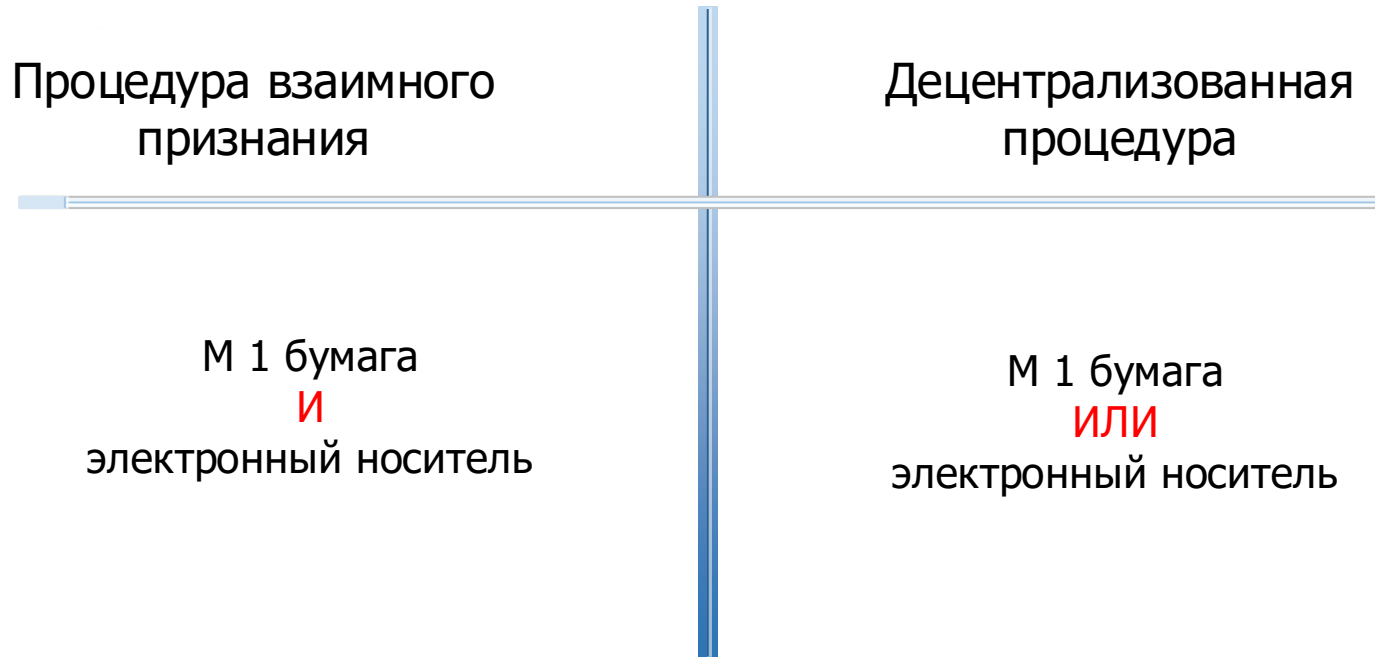 Процедура взаимного
признания
Децентрализованная
процедура
М 1 бумага
И
электронный носитель
М 1 бумага
ИЛИ
электронный носитель